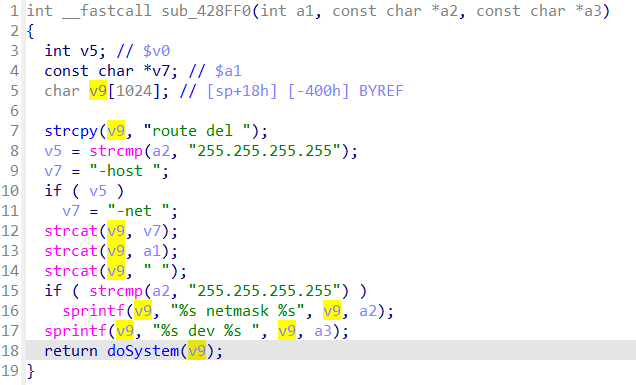 1 int __fastcall sub_428FF0(int a1, const char *a2, const char *a3)
2 {
3   int v5; // $v0
4   const char *v7; // $a1
5   char v9[1024]; // [sp+18h] [-400h] BYREF
6
7   strcpy(v9, "route del ");
8   v5 = strcmp(a2, "255.255.255.255");
9   v7 = "-host ";
10   if ( v5 )
11     v7 = "-net ";
12   strcat(v9, v7);
13   strcat(v9, a1);
14   strcat(v9, " ");
15   if ( strcmp(a2, "255.255.255.255") )
16     sprintf(v9, "%s netmask %s", v9, a2);
17   sprintf(v9, "%s dev %s ", v9, a3);
18   return doSystem(v9);
19 }